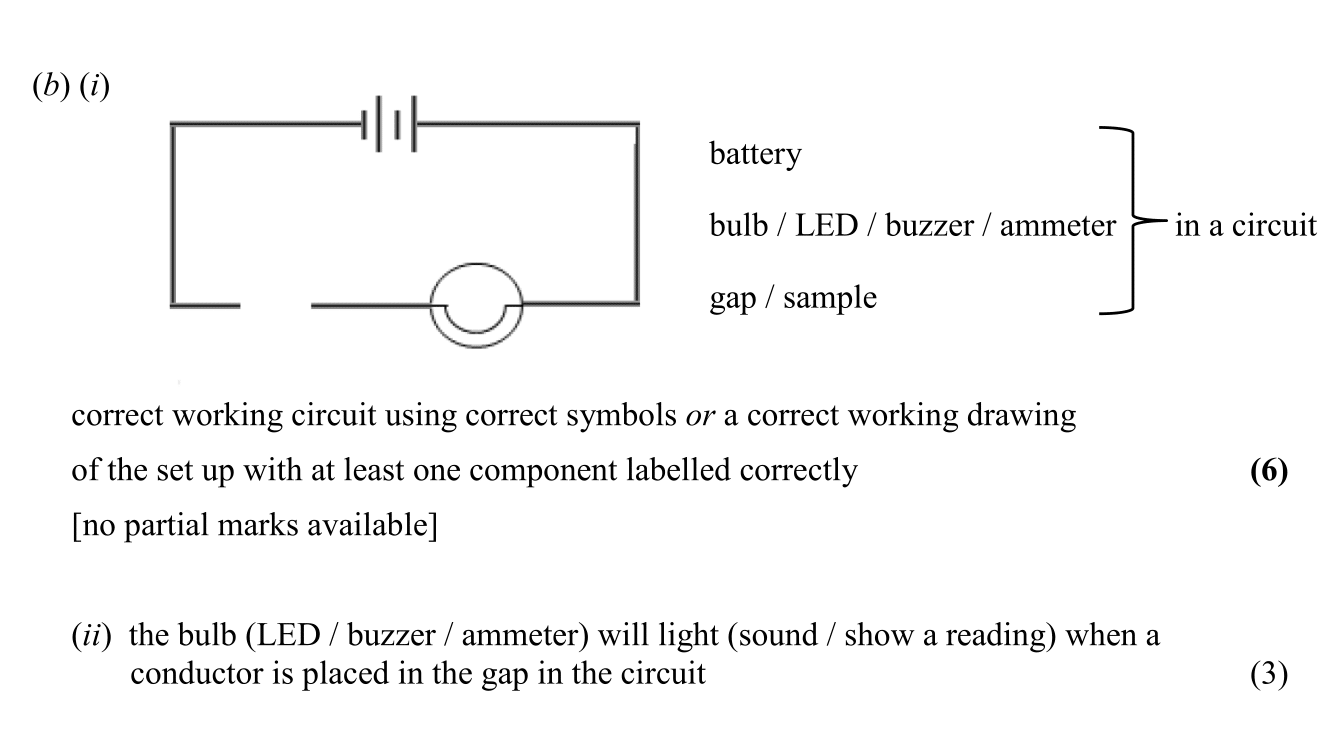 (b) (i)
battery
bulb / LED / buzzer / ammeter
in a circuit
gap / sample
correct working circuit using correct symbols or a correct working drawing
of the set up with at least one component labelled correctly (6)
[no partial marks available]
(ii) the bulb (LED / buzzer / ammeter) will light (sound / show a reading) when a
conductor is placed in the gap in the circuit (3)